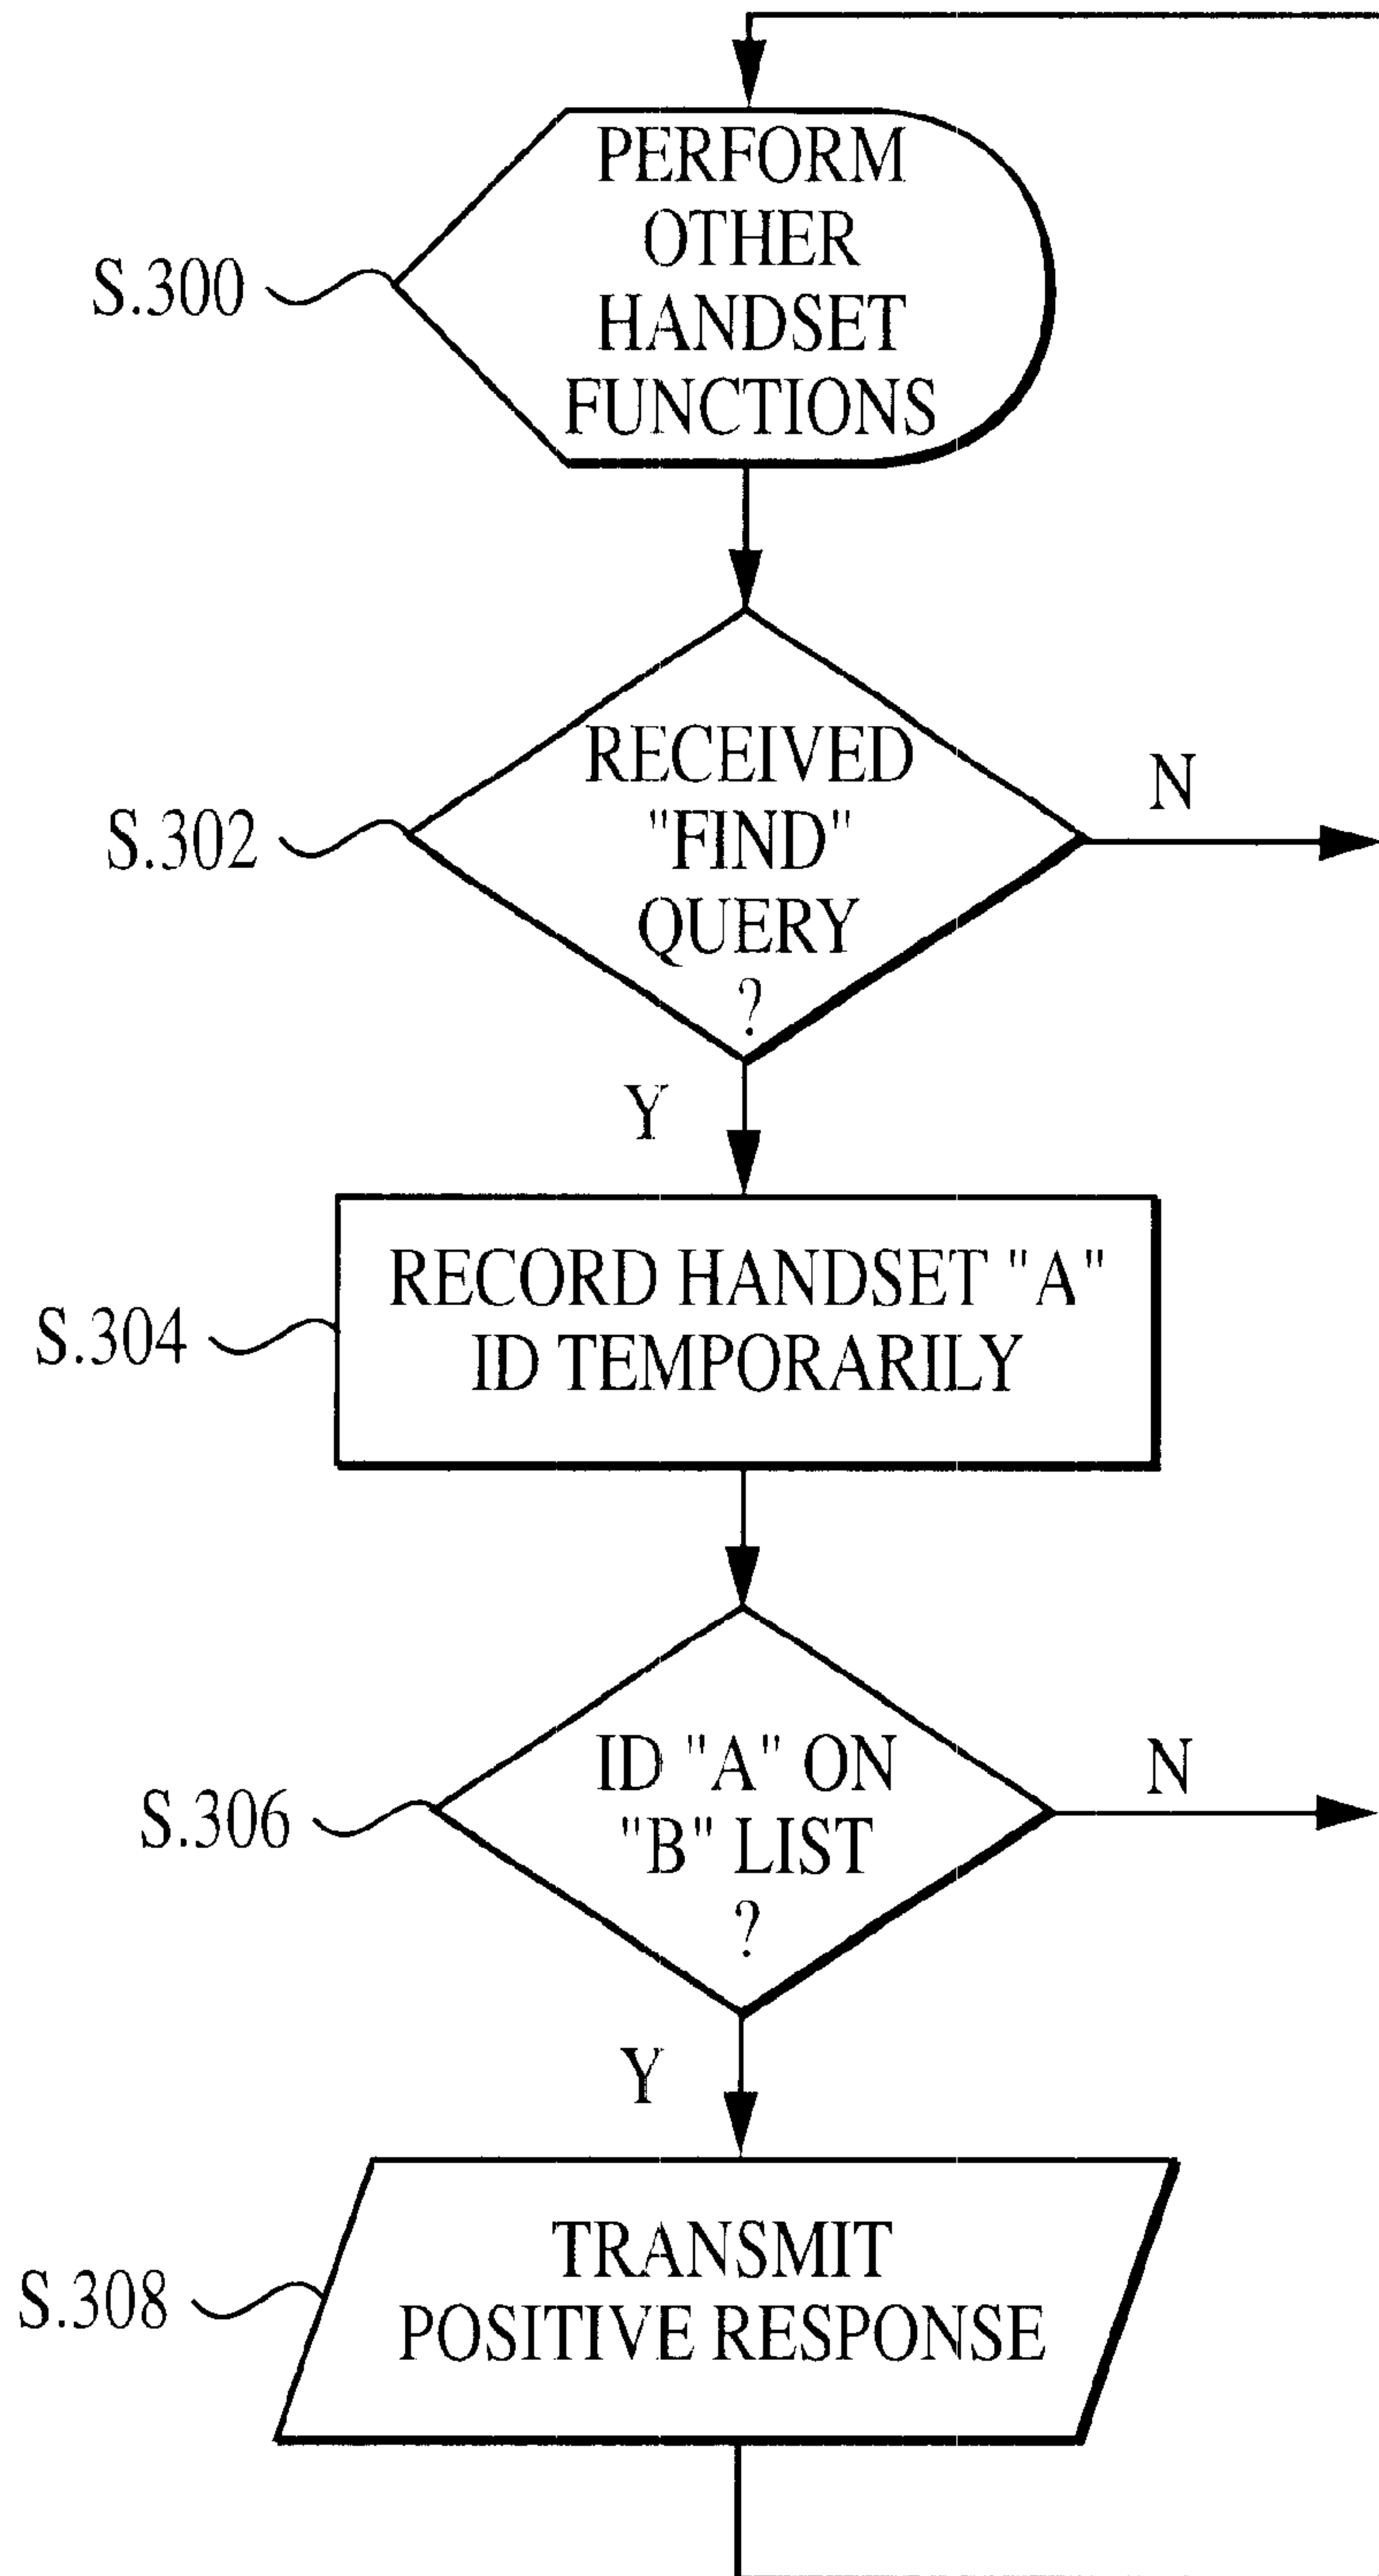 PERFORM
OTHER
HANDSET
FUNCTIONS
S.300
RECEIVED
"FIND"
QUERY
?
N
S.302
Y
RECORD HANDSET "A"
ID TEMPORARILY
S.304
ID "A" ON
"B" LIST
?
N
S.306
Y
TRANSMIT
POSITIVE RESPONSE
S.308